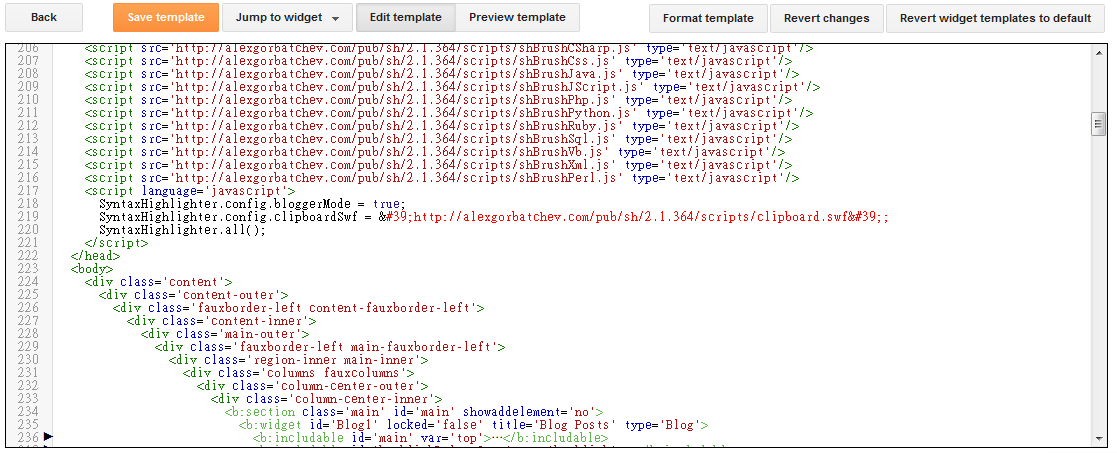 Back Save template Jump to widget Edit template Preview template Format template Revert changes Revert widget templates to default
206 <script src='http://alexgorbatchev.com/pub/sh/2.1.364/scripts/shBrushCSharp.js' type='text/javascript'/>
207 <script src='http://alexgorbatchev.com/pub/sh/2.1.364/scripts/shBrushCss.js' type='text/javascript'/>
208 <script src='http://alexgorbatchev.com/pub/sh/2.1.364/scripts/shBrushJava.js' type='text/javascript'/>
209 <script src='http://alexgorbatchev.com/pub/sh/2.1.364/scripts/shBrushJScript.js' type='text/javascript'/>
210 <script src='http://alexgorbatchev.com/pub/sh/2.1.364/scripts/shBrushPhp.js' type='text/javascript'/>
211 <script src='http://alexgorbatchev.com/pub/sh/2.1.364/scripts/shBrushPython.js' type='text/javascript'/>
212 <script src='http://alexgorbatchev.com/pub/sh/2.1.364/scripts/shBrushRuby.js' type='text/javascript'/>
213 <script src='http://alexgorbatchev.com/pub/sh/2.1.364/scripts/shBrushSql.js' type='text/javascript'/>
214 <script src='http://alexgorbatchev.com/pub/sh/2.1.364/scripts/shBrushVb.js' type='text/javascript'/>
215 <script src='http://alexgorbatchev.com/pub/sh/2.1.364/scripts/shBrushXml.js' type='text/javascript'/>
216 <script src='http://alexgorbatchev.com/pub/sh/2.1.364/scripts/shBrushPerl.js' type='text/javascript'/>
217 <script language='javascript'>
218 SyntaxHighlighter.config.bloggerMode = true;
219 SyntaxHighlighter.config.clipboardSwf = &#39;http://alexgorbatchev.com/pub/sh/2.1.364/scripts/clipboard.swf&#39;;
220 SyntaxHighlighter.all();
221 </script>
222 </head>
223 <body>
224 <div class='content'>
225 <div class='content-outer'>
226 <div class='fauxborder-left content-fauxborder-left'>
227 <div class='content-inner'>
228 <div class='main-outer'>
229 <div class='fauxborder-left main-fauxborder-left'>
230 <div class='region-inner main-inner'>
231 <div class='columns fauxcolumns'>
232 <div class='column-center-outer'>
233 <div class='column-center-inner'>
234 <b:section class='main' id='main' showaddelement='no'>
235 <b:widget id='Blog1' locked='false' title='Blog Posts' type='Blog'>
236 <b:includable id='main' var='top'>…</b:includable>